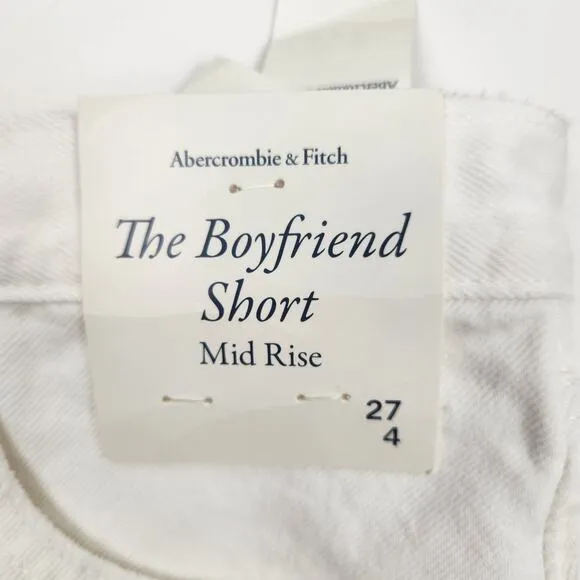 Abercrombie & Fitch
The Boyfriend
Short
Mid Rise
27
4